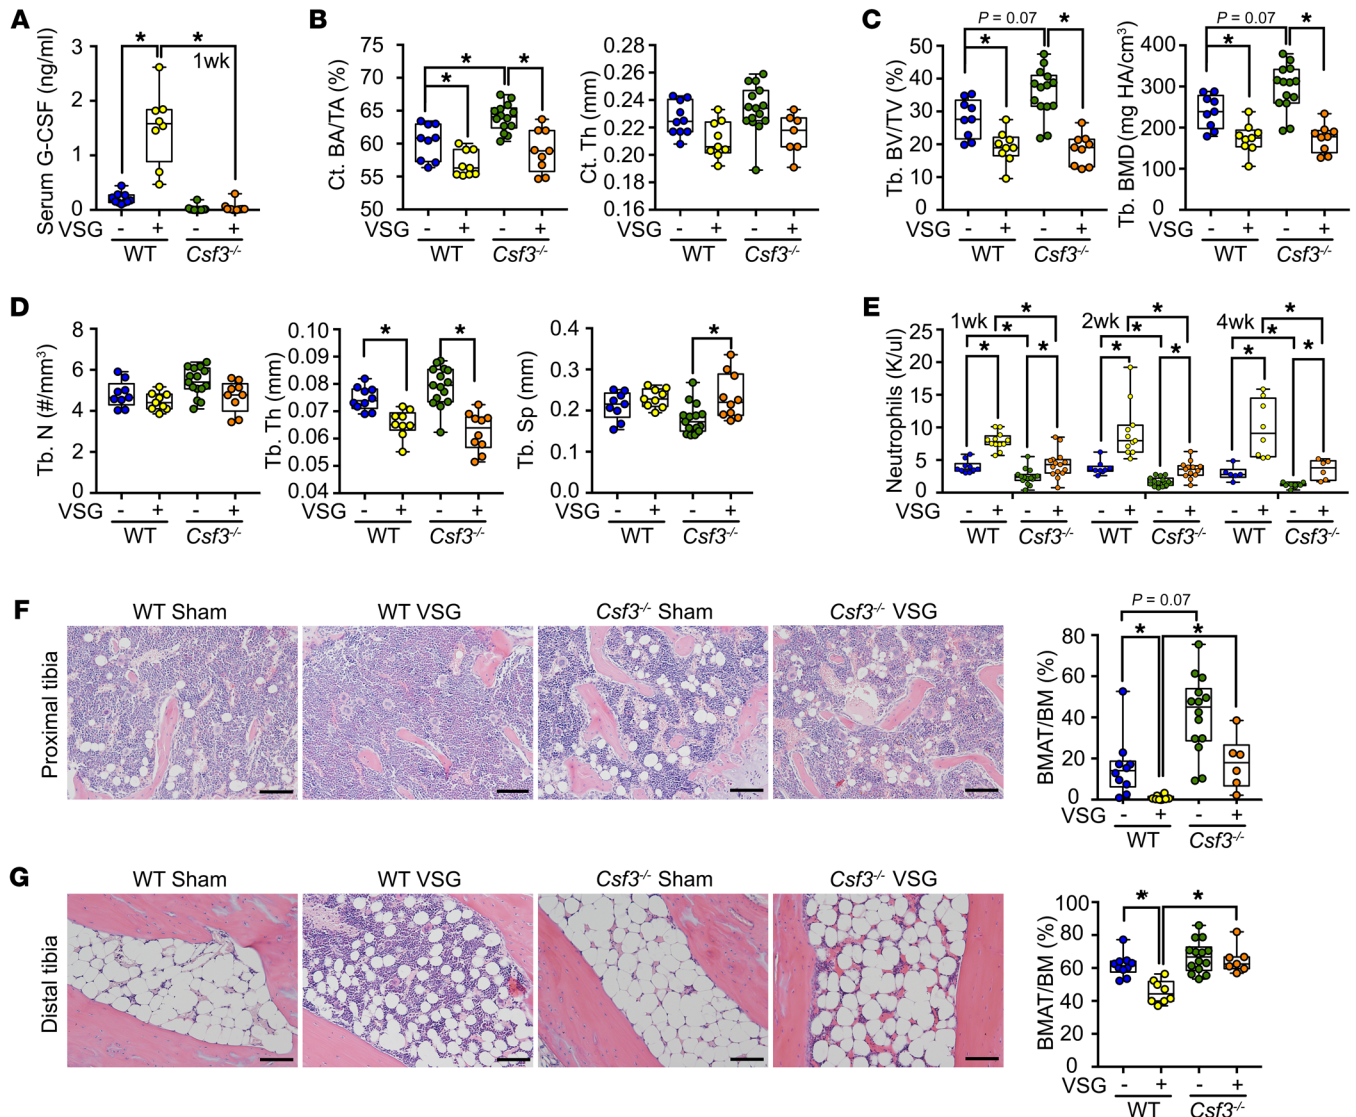 A
Serum G-CSF (ng/ml)
3
2
1
0
*
*
1wk
VSG
-
+
-
+
WT
Csf3-/-
B
Ct. BA/TA (%)
75
70
65
60
55
50
*
*
*
VSG
-
+
-
+
WT
Csf3-/-
Ct. Th (mm)
0.28
0.26
0.24
0.22
0.20
0.18
0.16
-
+
-
+
WT
Csf3-/-
C
Tb. BV/TV (%)
50
40
30
20
10
0
P = 0.07
*
*
VSG
-
+
-
+
WT
Csf3-/-
Tb. BMD(mg HA/cm3)
400
300
200
100
0
P = 0.07
*
*
-
+
-
+
WT
Csf3-/-
D
Tb. N (#/mm3)
8
6
4
2
0
VSG
-
+
-
+
WT
Csf3-/-
Tb. Th (mm)
0.10
0.09
0.07
0.06
0.05
0.04
*
*
-
+
-
+
WT
Csf3-/-
Tb. Sp (mm)
0.4
0.3
0.2
0.1
0.0
*
VSG
-
+
-
+
WT
Csf3-/-
E
Neutrophils (K/ul)
25
20
15
10
5
0
1wk
*
*
*
*
2wk
*
*
*
*
4wk
*
*
*
*
VSG
-
+
-
+
-
+
-
+
-
+
-
+
WT
Csf3-/-
WT
Csf3-/-
WT
Csf3-/-
F
WT Sham
WT VSG
Csf3-/- Sham
Csf3-/- VSG
Proximal tibia
BMAT/BM (%)
80
60
40
20
0
P = 0.07
*
*
VSG
-
+
-
+
WT
Csf3-/-
G
WT Sham
WT VSG
Csf3-/- Sham
Csf3-/- VSG
Distal tibia
BMAT/BM (%)
100
80
60
40
20
0
*
*
VSG
-
+
-
+
WT
Csf3-/-